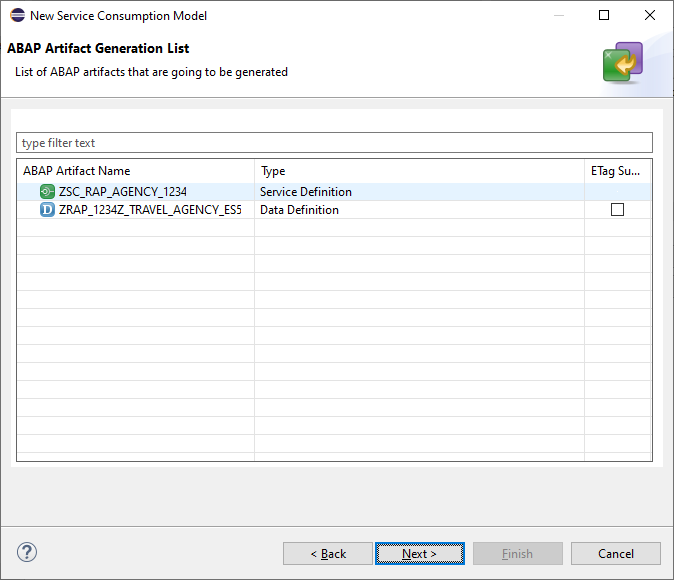 New Service Consumption Model
ABAP Artifact Generation List
List of ABAP artifacts that are going to be generated
type filter text
ABAP Artifact Name Type ETag Su...
ZSC_RAP_AGENCY_1234 Service Definition
D ZRAP_1234Z_TRAVEL_AGENCY_ES5 Data Definition
? < Back Next > Finish Cancel